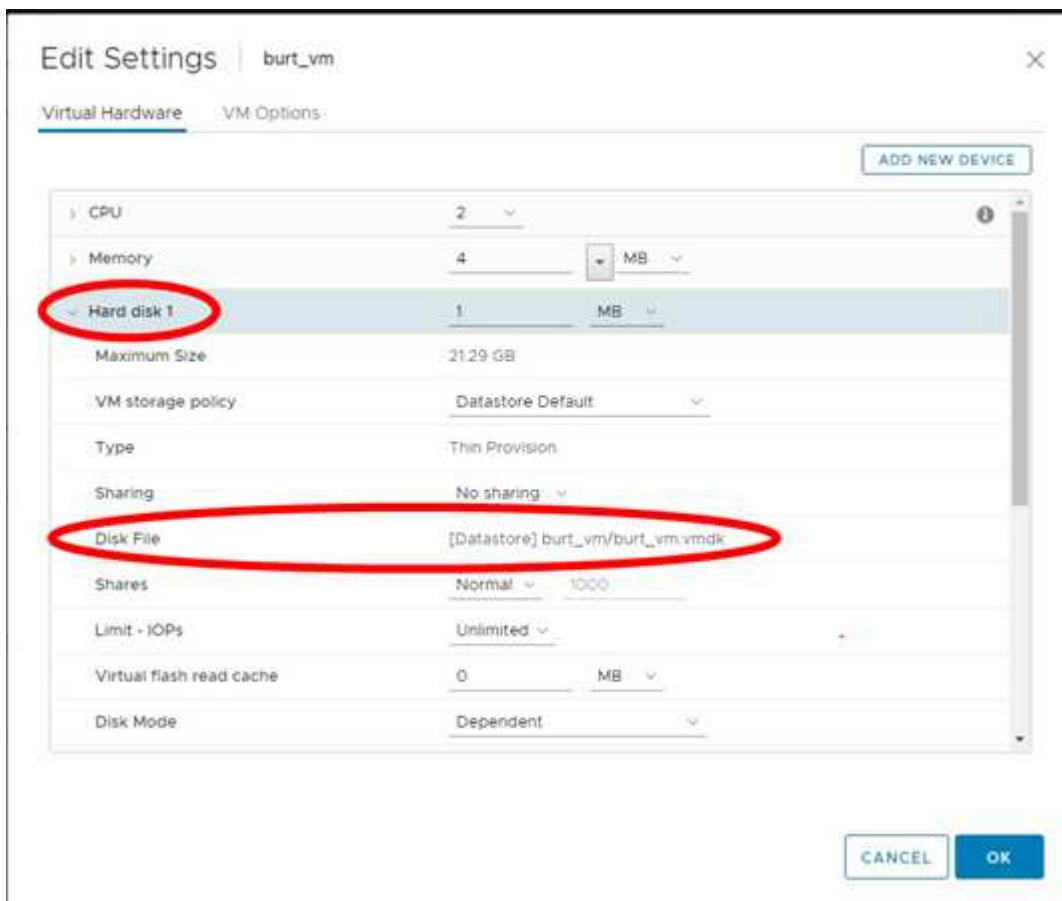 Edit Settings burt_vm
Virtual Hardware VM Options
ADD NEW DEVICE
CPU 2
Memory 4 MB
Hard disk 1 1 MB
Maximum Size 21.29 GB
VM storage policy Datastore Default
Type Thin Provision
Sharing No sharing
Disk File [Datastore] burt_vm/burt_vm.vmdk
Shares Normal 1000
Limit - IOPs Unlimited
Virtual flash read cache 0 MB
Disk Mode Dependent
CANCEL OK